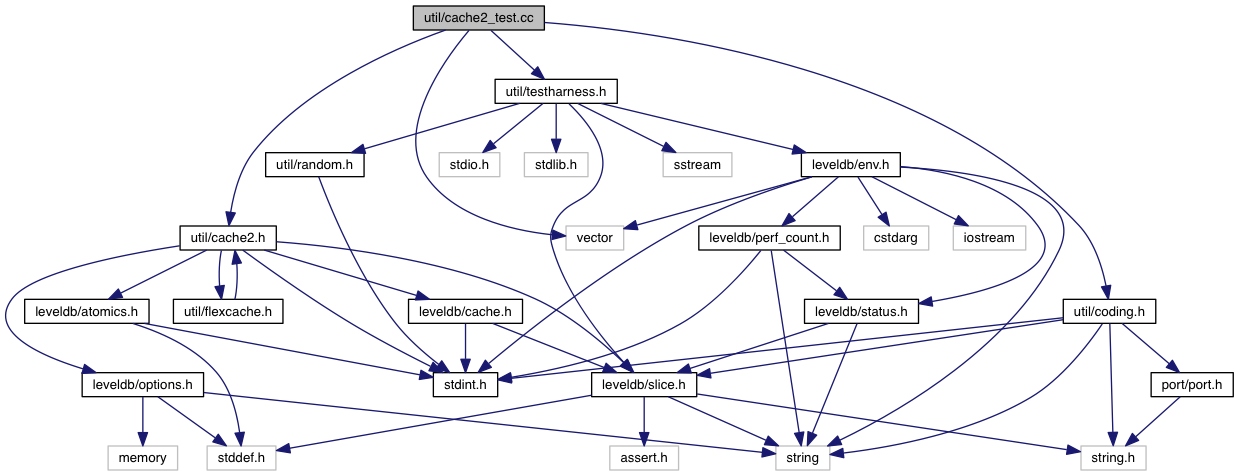 util/cache2_test.cc
util/testharness.h
util/random.h
stdio.h
stdlib.h
sstream
leveldb/env.h
util/cache2.h
vector
leveldb/perf_count.h
cstdarg
iostream
leveldb/atomics.h
util/flexcache.h
leveldb/cache.h
leveldb/status.h
util/coding.h
leveldb/options.h
stdint.h
leveldb/slice.h
port/port.h
memory
stddef.h
assert.h
string
string.h